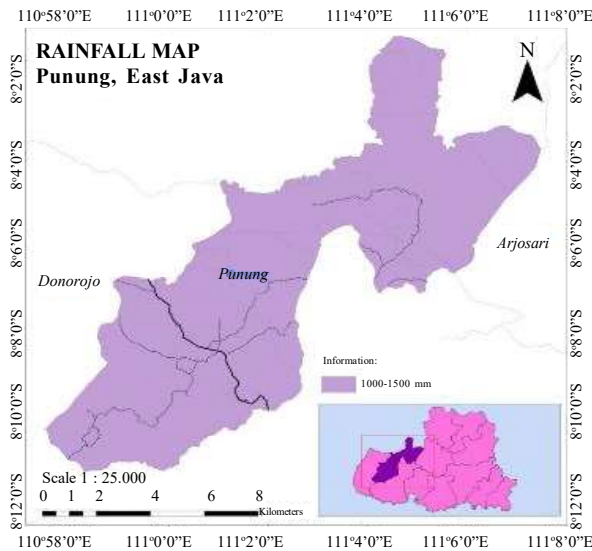 110°58'0"E 111°0'0"E 111°2'0"E 111°4'0"E 111°6'0"E 111°8'0"E
RAINFALL MAP
Punung, East Java
N
8°2'0"S 8°2'0"S
8°4'0"S 8°4'0"S
8°6'0"S 8°6'0"S
Arjosari
Donorojo
Punung
8°8'0"S 8°8'0"S
Information:
1000-1500 mm
8°10'0"S 8°10'0"S
Scale 1 : 25.000
0 1 2 4 6 8
Kilometers
8°12'0"S 8°12'0"S
110°58'0"E 111°0'0"E 111°2'0"E 111°4'0"E 111°6'0"E 111°8'0"E